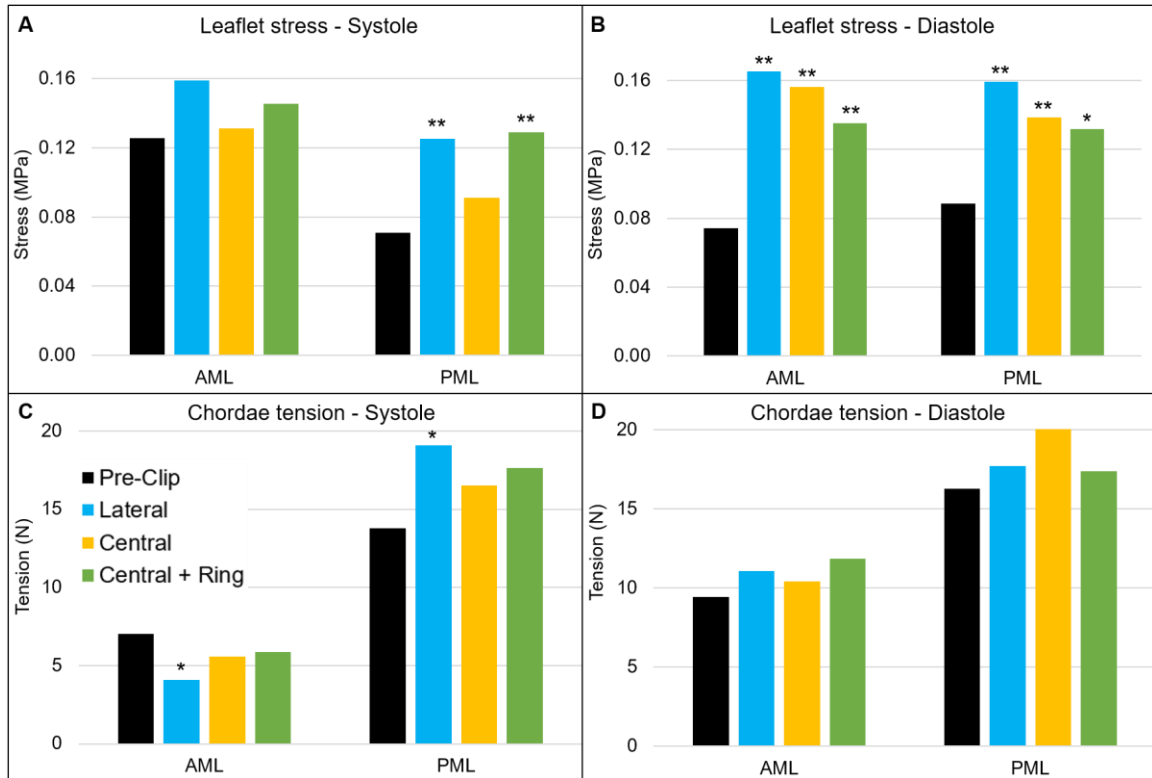 A
Leaflet stress - Systole
Stress (MPa)
0.16
0.12
0.08
0.04
0.00
** **
AML PML
B
Leaflet stress - Diastole
Stress (MPa)
0.16
0.12
0.08
0.04
0.00
** ** ** ** ** *
AML PML
C
Chordae tension - Systole
Tension (N)
20
15
10
5
0
* *
Pre-Clip
Lateral
Central
Central + Ring
AML PML
D
Chordae tension - Diastole
Tension (N)
20
15
10
5
0
AML PML